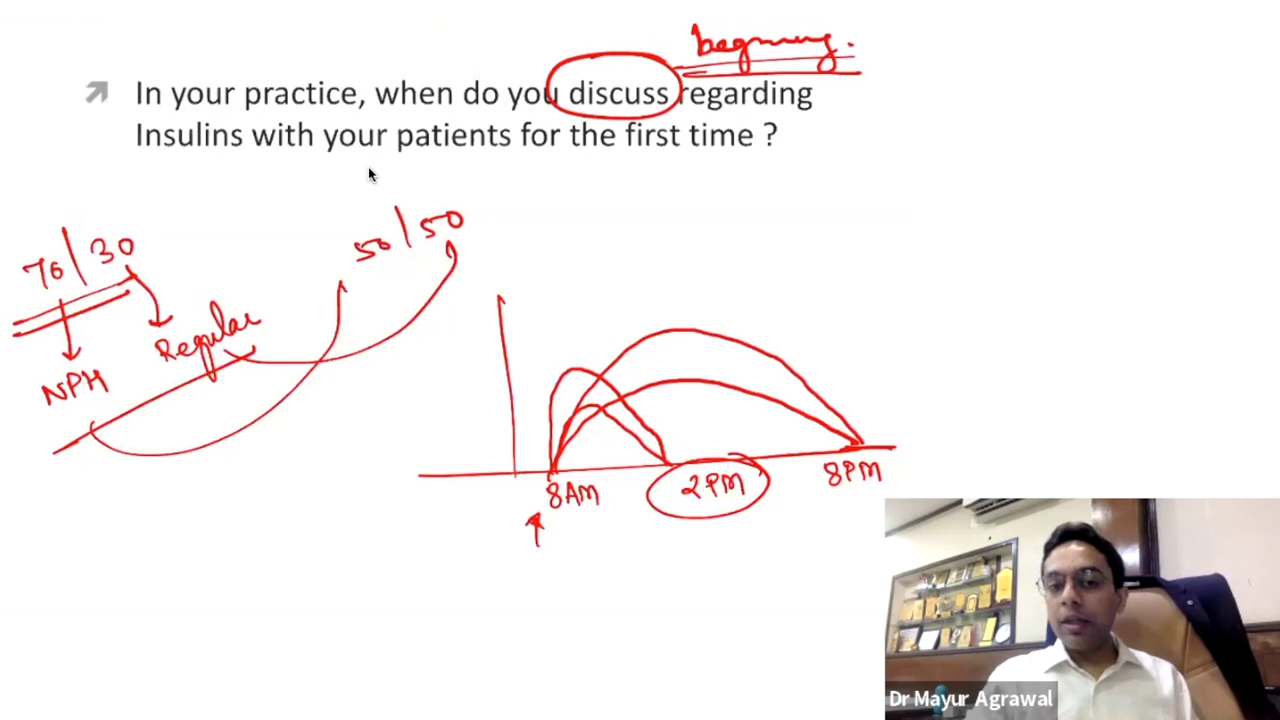 begnning.
In your practice, when do you discuss regarding
Insulins with your patients for the first time ?
70/30
50/50
Regular
NPH
8AM
2PM
8PM
Dr Mayur Agrawal